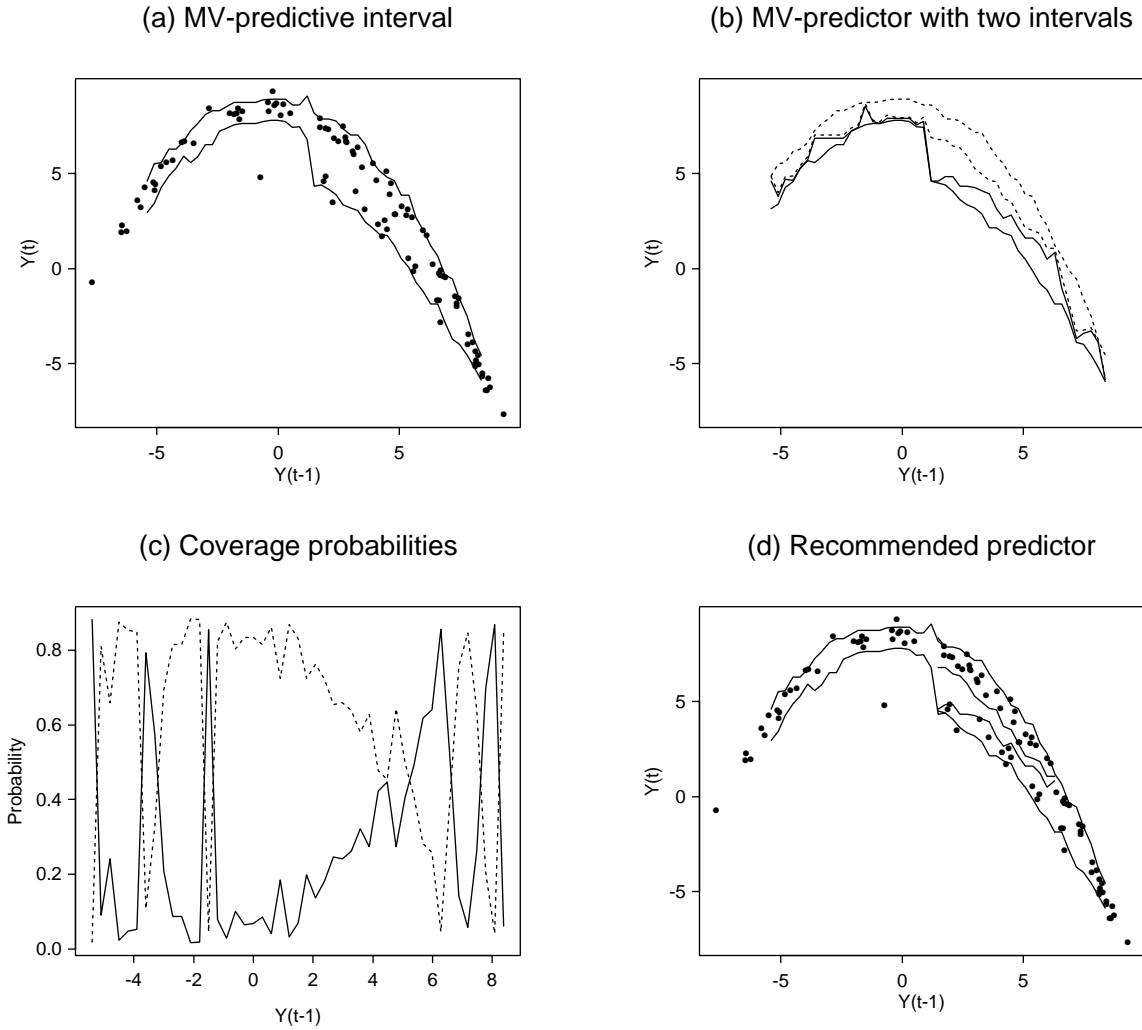 (a) MV-predictive interval
(b) MV-predictor with two intervals
Y(t)
5
0
-5
-5 0 5
Y(t-1)
Y(t)
5
0
-5
-5 0 5
Y(t-1)
(c) Coverage probabilities
(d) Recommended predictor
Probability
0.8
0.6
0.4
0.2
0.0
-4 -2 0 2 4 6 8
Y(t-1)
Y(t)
5
0
-5
-5 0 5
Y(t-1)